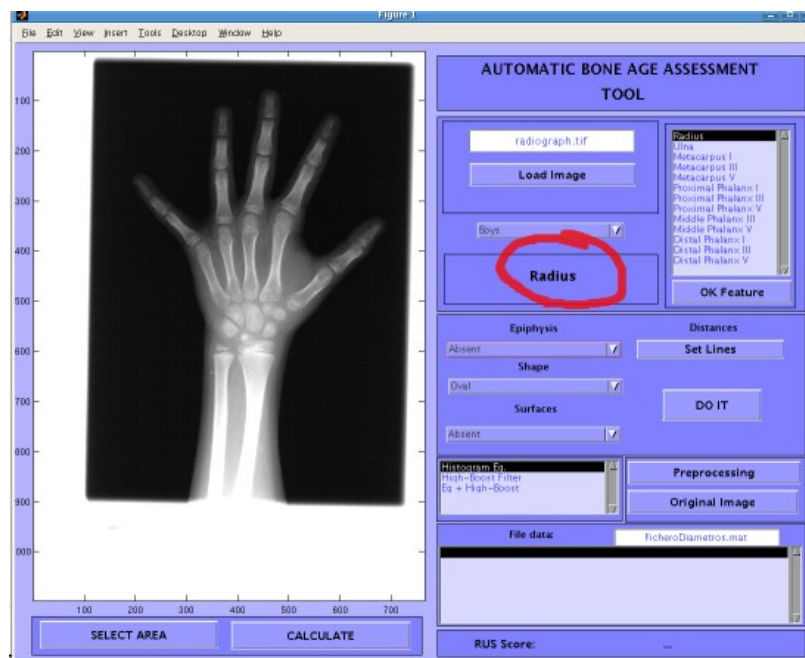 Figure 1
File Edit View Insert Tools Desktop Window Help
AUTOMATIC BONE AGE ASSESSMENT
TOOL
radiograph.tif
Load Image
Boys
Radius
Radius
Ulna
Metacarpus I
Metacarpus III
Metacarpus V
Proximal Phalanx I
Proximal Phalanx III
Proximal Phalanx V
Middle Phalanx III
Middle Phalanx V
Distal Phalanx I
Distal Phalanx III
Distal Phalanx V
OK Feature
Epiphysis
Absent
Shape
Oval
Surfaces
Absent
Distances
Set Lines
DO IT
Histogram Eq.
High-Boost Filter
Eq + High-Boost
Preprocessing
Original Image
File data:
FicheroDiametros.mat
RUS Score:
...
100
200
300
400
500
600
700
800
900
000
100 200 300 400 500 600 700
SELECT AREA
CALCULATE